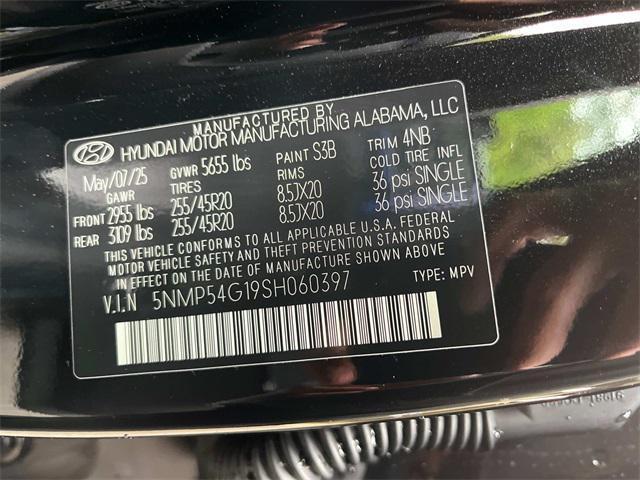 MANUFACTURED BY
HYUNDAI MOTOR MANUFACTURING ALABAMA, LLC
May/07/25 GVWR 5655 lbs PAINT S3B TRIM 4NB
GAWR TIRES RIMS COLD TIRE INFL
FRONT 2955 lbs 255/45R20 8.5JX20 36 psi SINGLE
REAR 3109 lbs 255/45R20 8.5JX20 36 psi SINGLE
THIS VEHICLE CONFORMS TO ALL APPLICABLE U.S.A. FEDERAL
MOTOR VEHICLE SAFETY AND THEFT PREVENTION STANDARDS
IN EFFECT ON THE DATE OF MANUFACTURE SHOWN ABOVE
V.I.N 5NMP54G19SH060397 TYPE: MPV